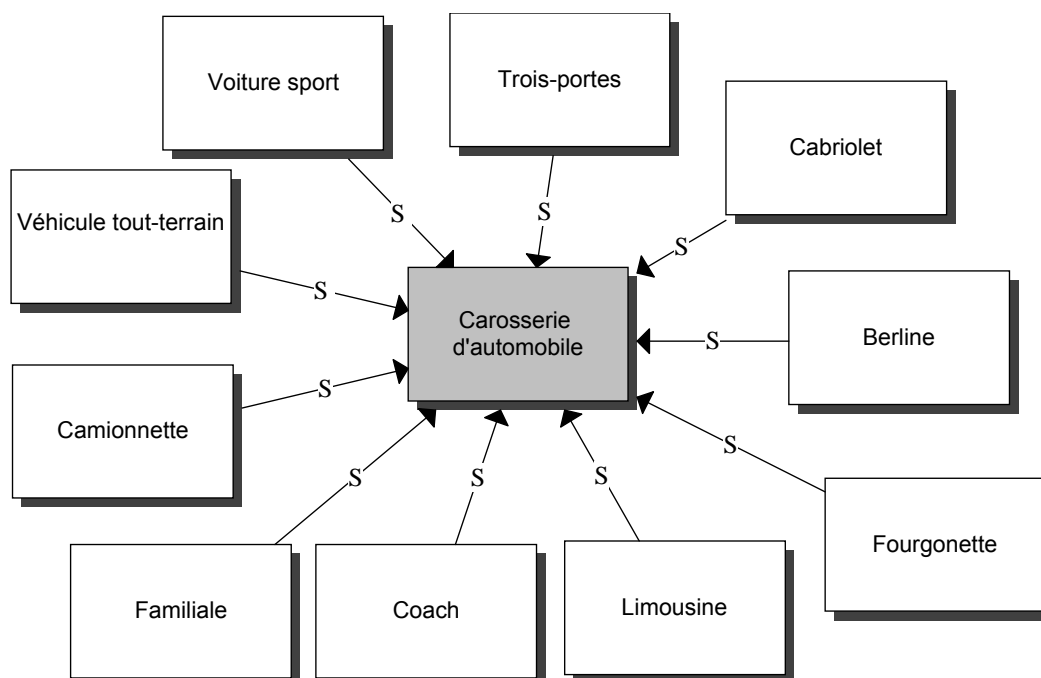 Voiture sport
Trois-portes
Cabriolet
Véhicule tout-terrain
S
S
S
S
Carosserie
d'automobile
S
Berline
Camionnette
S
S
S
S
S
Fourgonette
Familiale
Coach
Limousine